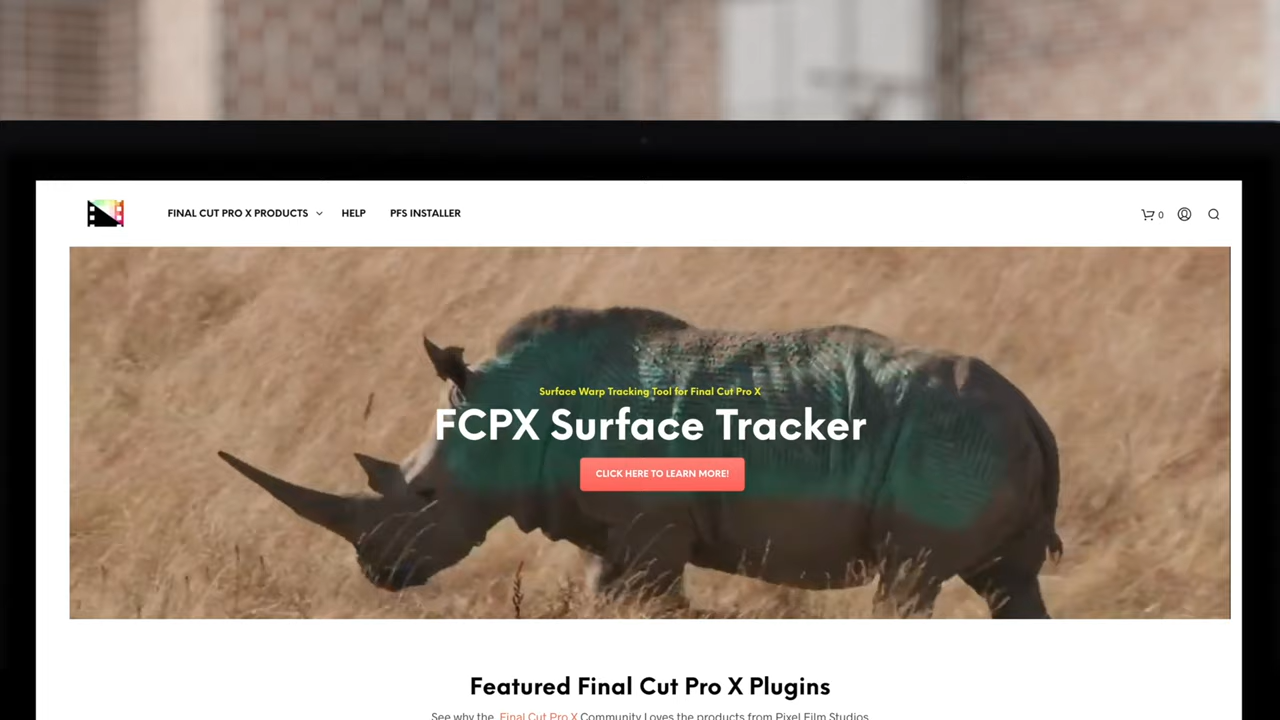 FINAL CUT PRO X PRODUCTS HELP PFS INSTALLER 0
Surface Warp Tracking Tool for Final Cut Pro X
FCPX Surface Tracker
CLICK HERE TO LEARN MORE!
Featured Final Cut Pro X Plugins
See why the Final Cut Pro X Community Loves the products from Pixel Film Studios